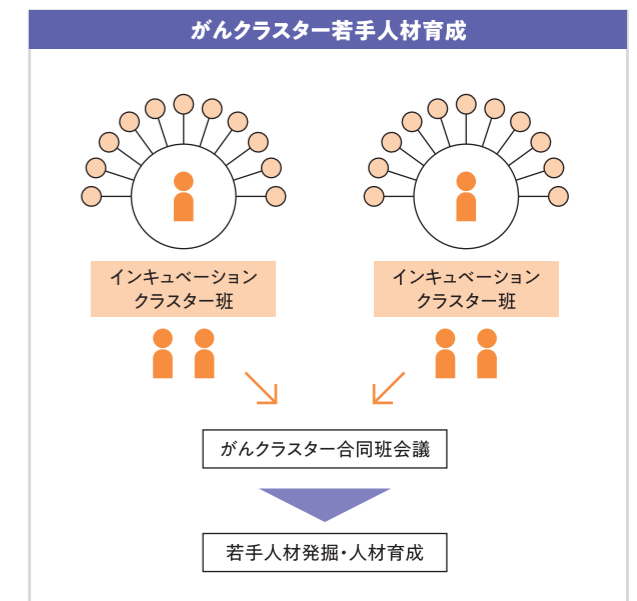 がんクラスター若手人材育成
インキュベーション
クラスター班
インキュベーション
クラスター班
がんクラスター合同班会議
若手人材発掘・人材育成